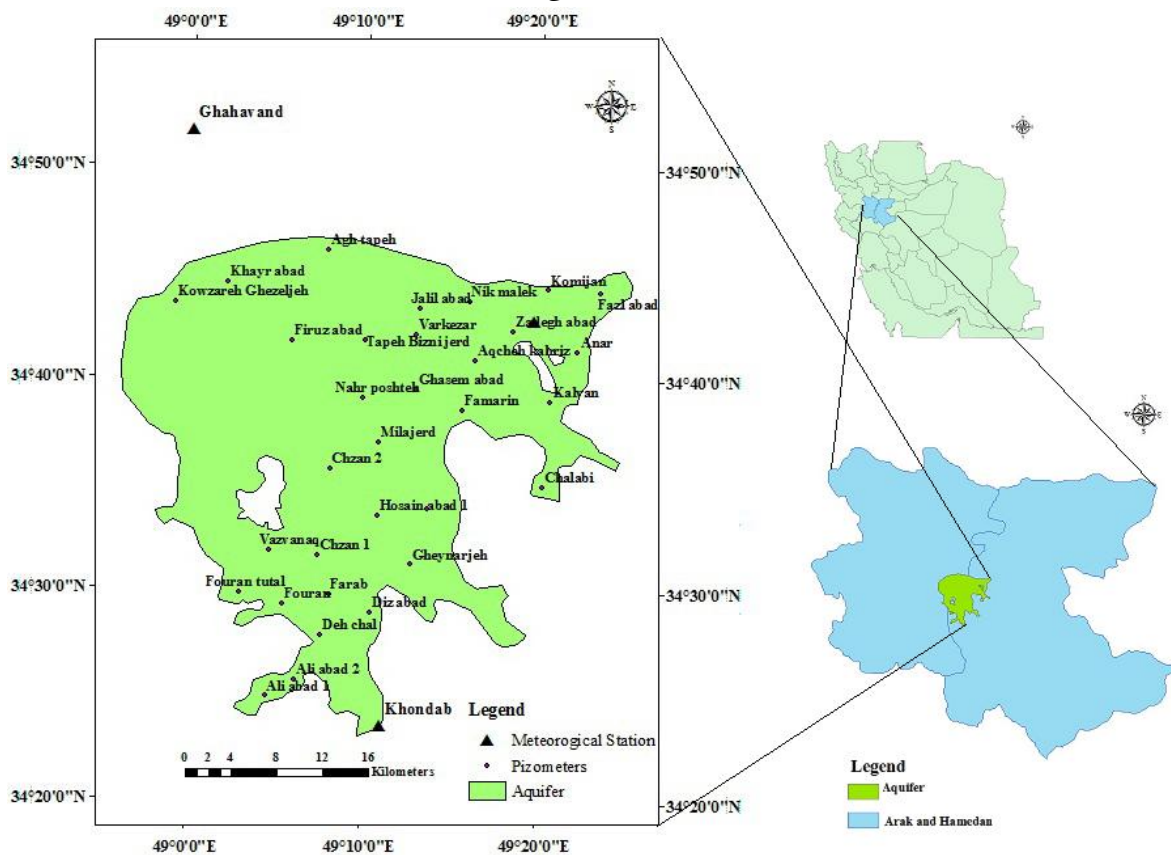 49°0'0"E 49°10'0"E 49°20'0"E
Ghahavand
N
W E
S
34°50'0"N 34°50'0"N
Agh tapeh
Khayr abad
Komijan
Kowzareh Ghezeljeh
Jalil abad
Nik malek
Fazl abad
Firuz abad
Varkezar
Zallegh abad
Tapeh Biznijerd
Aqcheh kahriz
Anar
34°40'0"N 34°40'0"N
Nahr poshteh
Ghasem abad
Famarin
Kalyan
Milajerd
Chzan 2
Chalabi
Hosain abad 1
Vazvanaq
Chzan 1
Gheynarjeh
34°30'0"N 34°30'0"N
Fouran tutal
Fouran
Farab
Diz abad
Deh chal
Ali abad 2
Ali abad 1
Khondab
Legend
Meteorogical Station
Pizometers
Aquifer
0 2 4 8 12 16
Kilometers
34°20'0"N 34°20'0"N
49°0'0"E 49°10'0"E 49°20'0"E
N
W E
S
Legend
Aquifer
Arak and Hamedan